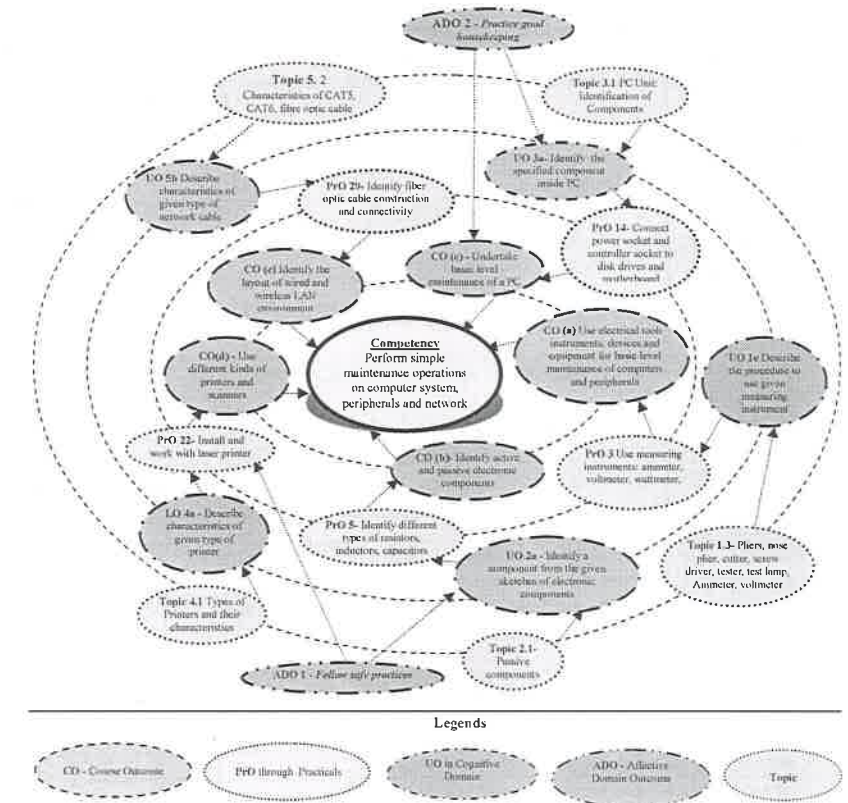 ADO 2 - Practice good
housekeeping
Topic 5. 2
Characteristics of CAT5,
CAT6, fibre optic cable
Topic 3.1 PC Unit:
Identification of
Components
UO 5b Describe
characteristics of
given type of
network cable
PrO 29- Identify fiber
optic cable construction
and connectivity
UO 3a- Identify the
specified component
inside PC
PrO 14- Connect
power socket and
controller socket to
disk drives and
motherboard
CO (e) Identify the
layout of wired and
wireless LAN
environment
CO (c) - Undertake
basic level
maintenance of a PC
Competency
Perform simple
maintenance operations
on computer system,
peripherals and network
CO (a) Use electrical tools
instruments, devices and
equipment for basic level
maintenance of computers
and peripherals
UO 1e Describe
the procedure to
use given
measuring
instrument
CO(d) - Use
different kinds of
printers and
scanners
PrO 22- Install and
work with laser printer
CO (b)- Identify active
and passive electronic
components
PrO 3 Use measuring
instruments: ammeter,
voltmeter, wattmeter,
LO 4a - Describe
characteristics of
given type of
printer
PrO 5- Identify different
types of resistors,
inductors, capacitors
UO 2a - Identify a
component from the given
sketches of electronic
components
Topic 1.3- Pliers, nose
plier, cutter, screw
driver, tester, test lamp,
Ammeter, voltmeter
Topic 4.1 Types of
Printers and their
characteristics
Topic 2.1-
Passive
components
ADO 1 - Follow safe practices
Legends
CO - Course Outcome
PrO through Practicals
UO in Cognitive
Domain
ADO - Affective
Domain Outcome
Topic